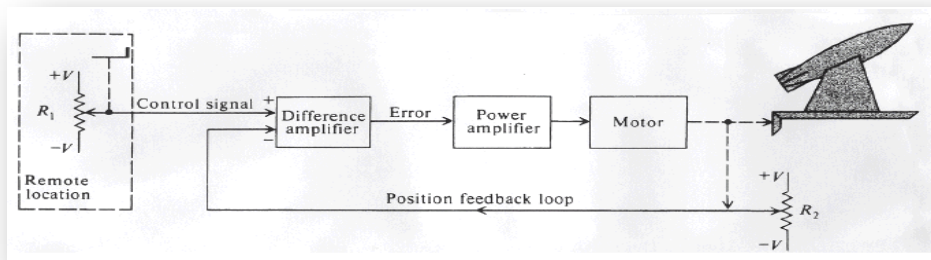 +V
R1
−V
Remote
location
Control signal
+
−
Difference
amplifier
Error
Power
amplifier
Motor
Position feedback loop
+V
R2
−V